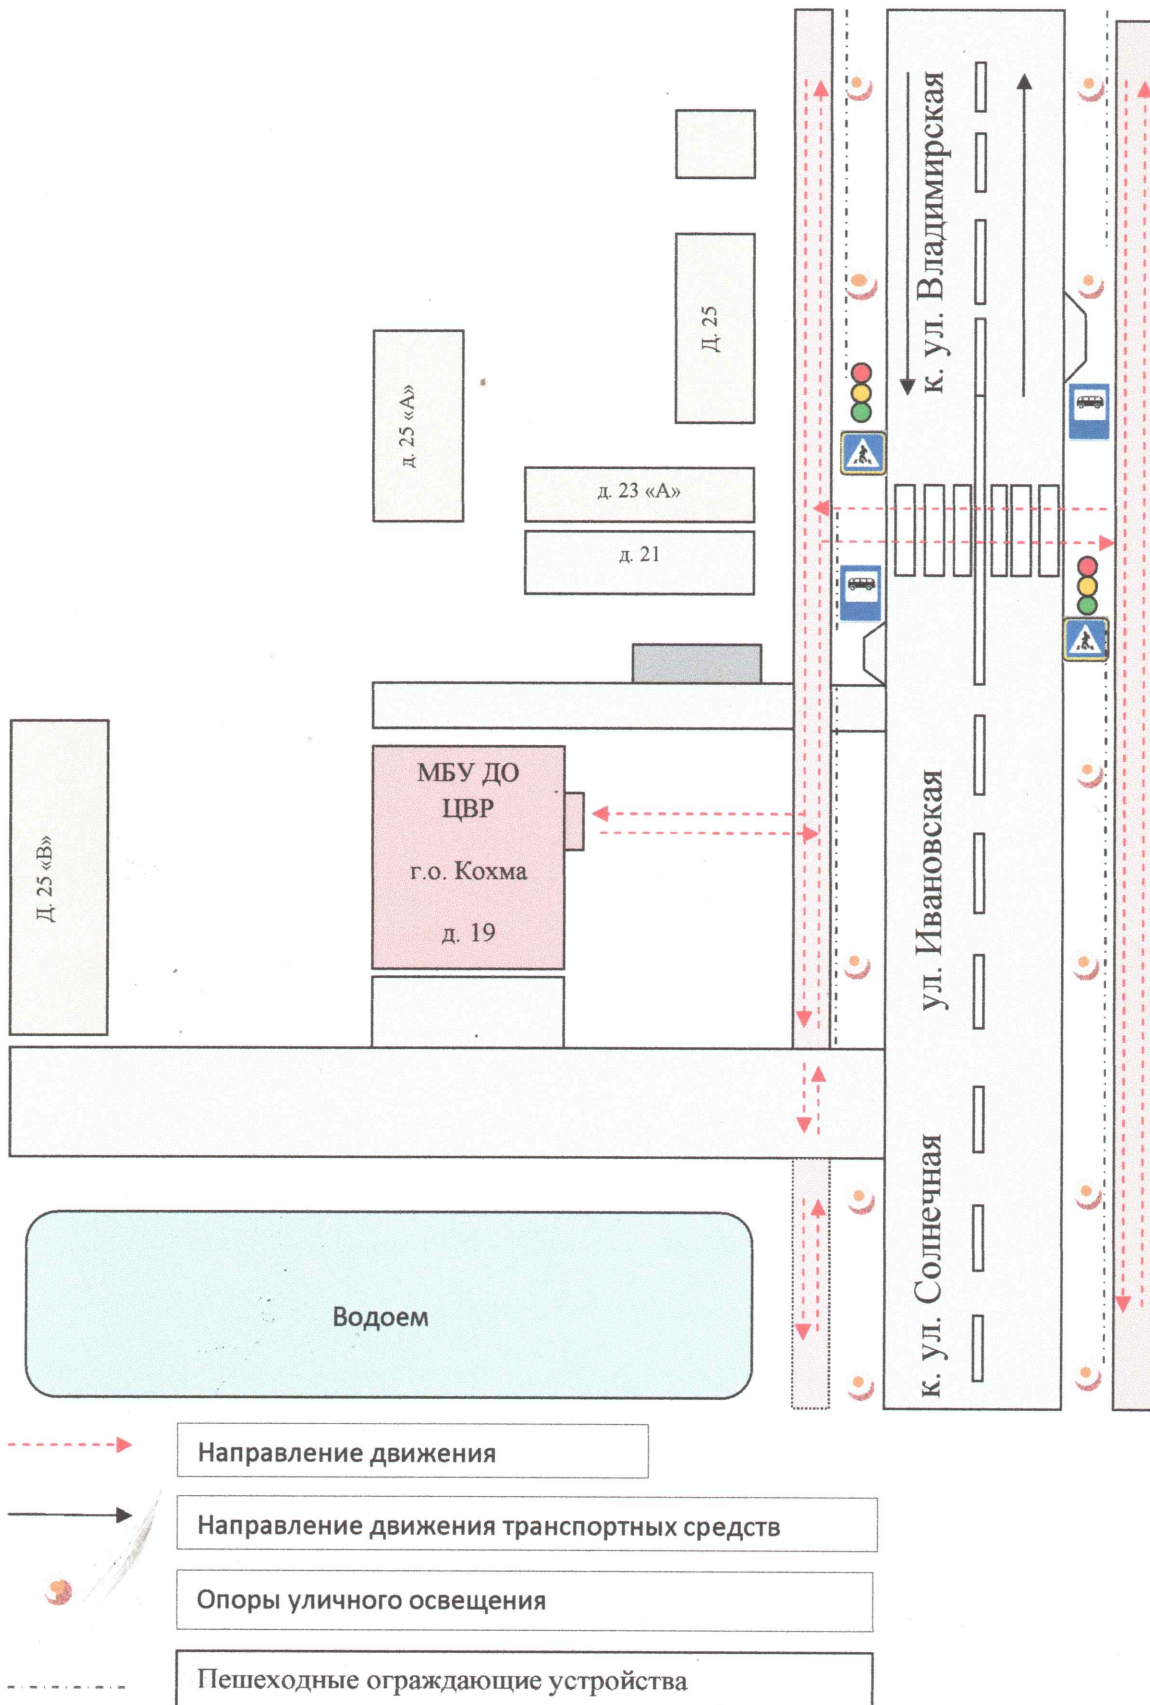 к. ул. Владимирская
Д. 25
д. 25 «А»
д. 23 «А»
д. 21
МБУ ДО
ЦВР
г.о. Кохма
д. 19
Д. 25 «В»
ул. Ивановская
к. ул. Солнечная
Водоем
Направление движения
Направление движения транспортных средств
Опоры уличного освещения
Пешеходные ограждающие устройства